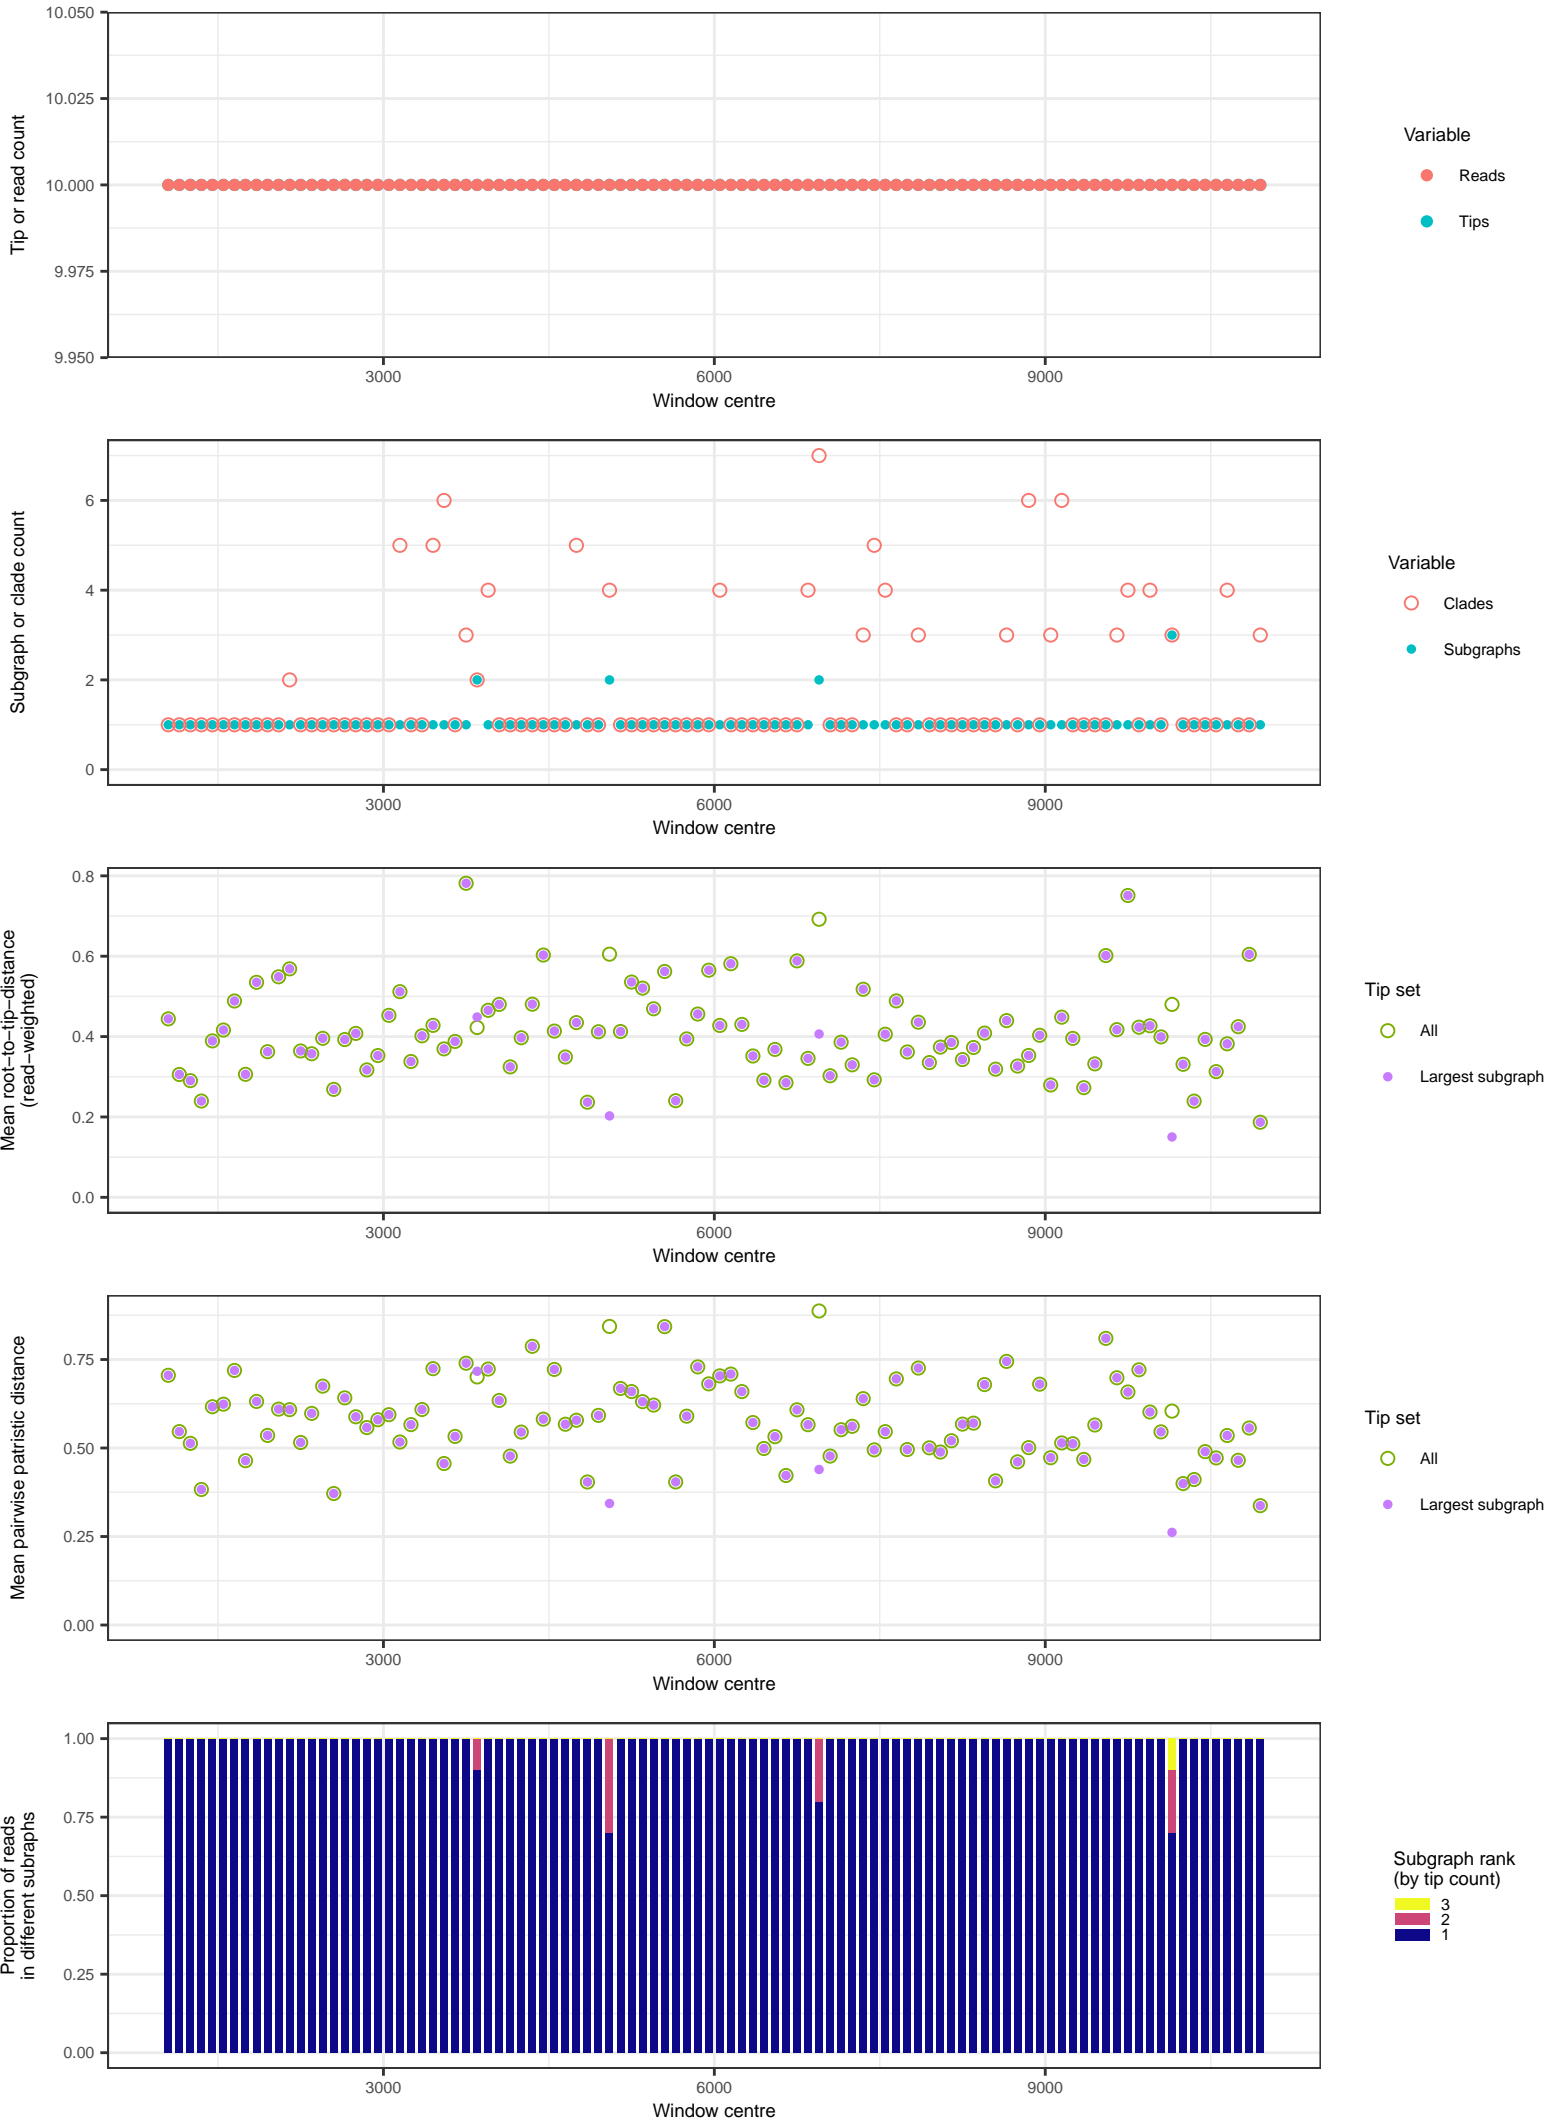 10.050
10.025
10.000
9.975
9.950
Tip or read count
3000 6000 9000
Window centre
Variable
Reads
Tips
6
4
2
0
Subgraph or clade count
3000 6000 9000
Window centre
Variable
Clades
Subgraphs
0.8
0.6
0.4
0.2
0.0
Mean root−to−tip−distance
(read−weighted)
3000 6000 9000
Window centre
Tip set
All
Largest subgraph
0.75
0.50
0.25
0.00
Mean pairwise patristic distance
3000 6000 9000
Window centre
Tip set
All
Largest subgraph
1.00
0.75
0.50
0.25
0.00
Proportion of reads
in different subraphs
3000 6000 9000
Window centre
Subgraph rank
(by tip count)
3
2
1